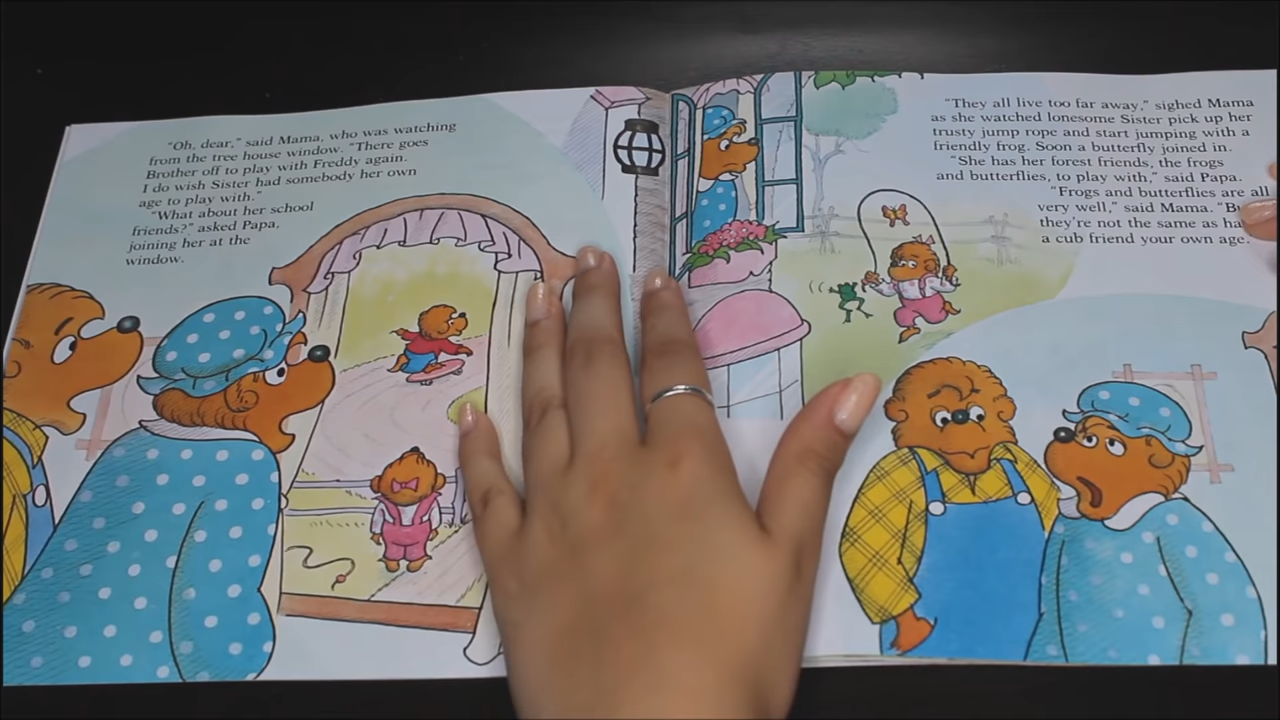 "Oh, dear," said Mama, who was watching
from the tree house window. "There goes
Brother off to play with Freddy again.
I do wish Sister had somebody her own
age to play with."
"What about her school
friends?" asked Papa,
joining her at the
window.
"They all live too far away," sighed Mama
as she watched lonesome Sister pick up her
trusty jump rope and start jumping with a
friendly frog. Soon a butterfly joined in.
"She has her forest friends, the frogs
and butterflies, to play with," said Papa.
"Frogs and butterflies are all
very well," said Mama.
they're not the same as
a cub friend your own age.